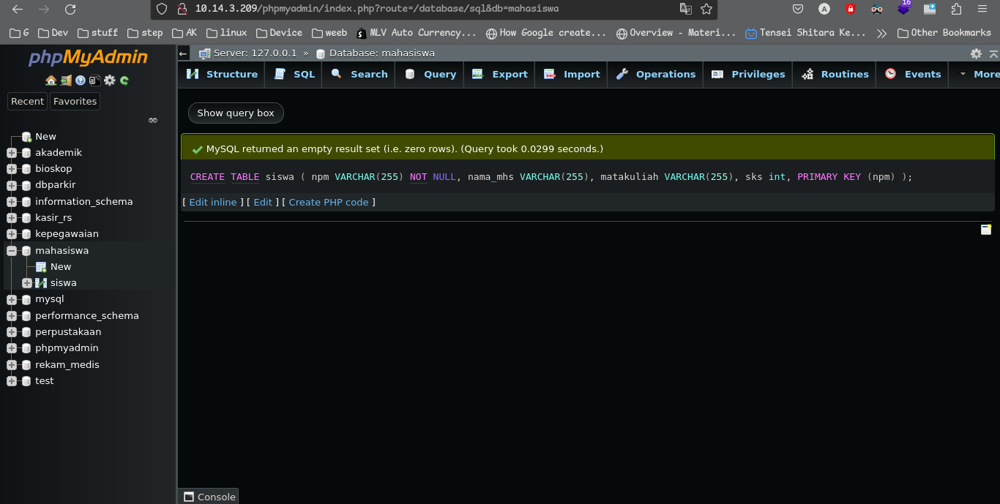 10.14.3.209/phpmyadmin/index.php?route=/database/sql&db=mahasiswa
16
G Dev stuff step AK linux Device weeb MLV Auto Currency... How Google create... Overview - Materi... Tensei Shitara Ke... Other Bookmarks
phpMyAdmin
Recent Favorites
New
akademik
bioskop
dbparkir
information_schema
kasir_rs
kepegawaian
mahasiswa
New
siswa
mysql
performance_schema
perpustakaan
phpmyadmin
rekam_medis
test
Server: 127.0.0.1 » Database: mahasiswa
Structure SQL Search Query Export Import Operations Privileges Routines Events More
Show query box
MySQL returned an empty result set (i.e. zero rows). (Query took 0.0299 seconds.)
CREATE TABLE siswa ( npm VARCHAR(255) NOT NULL, nama_mhs VARCHAR(255), matakuliah VARCHAR(255), sks int, PRIMARY KEY (npm) );
[ Edit inline ] [ Edit ] [ Create PHP code ]
Console